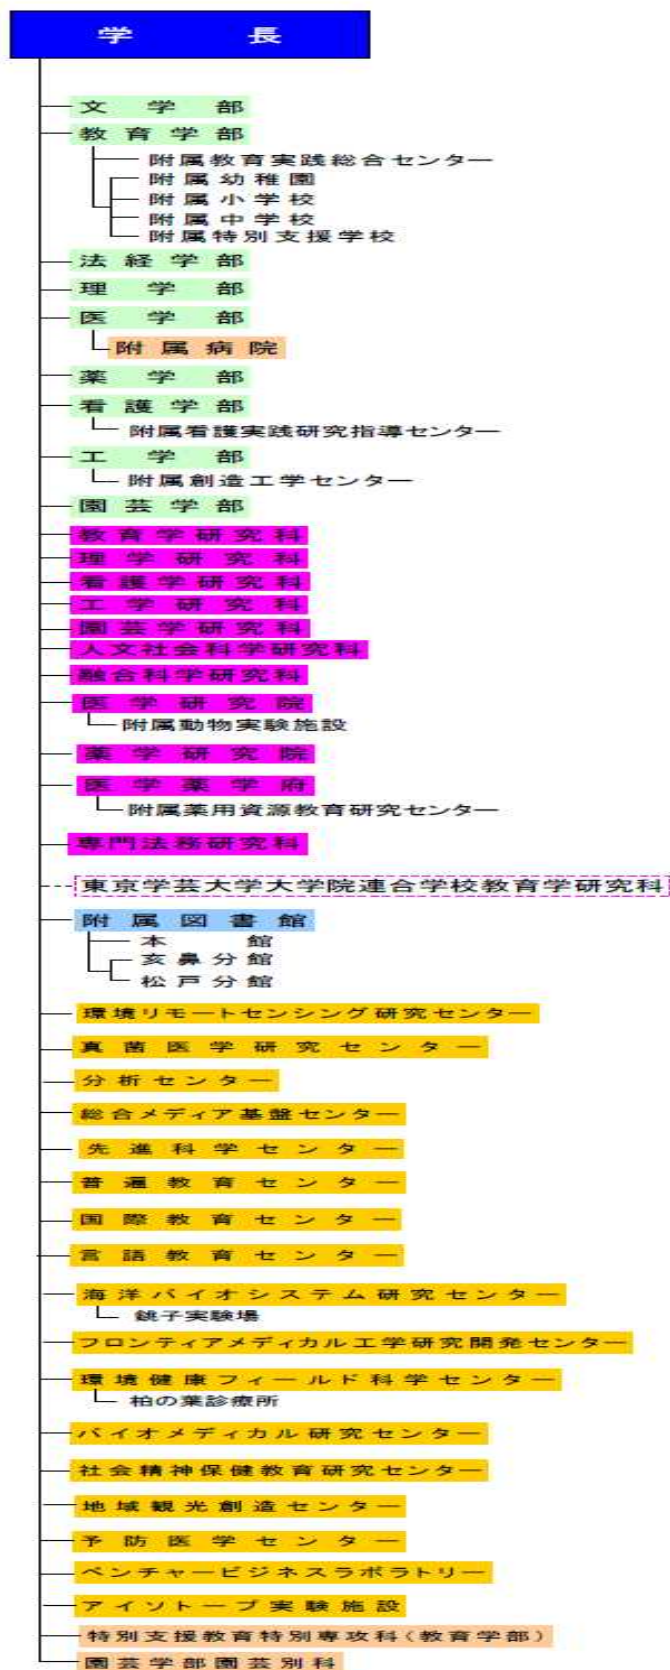 学長
文学部
教育学部
附属教育実践総合センター
附属幼稚園
附属小学校
附属中学校
附属特別支援学校
法経学部
理学部
医学部
附属病院
薬学部
看護学部
附属看護実践研究指導センター
工学部
附属創造工学センター
園芸学部
教育学研究科
理学研究科
看護学研究科
工学研究科
園芸学研究科
人文社会科学研究科
融合科学研究科
医学研究院
附属動物実験施設
薬学研究院
医学薬学府
附属薬用資源教育研究センター
専門法務研究科
東京学芸大学大学院連合学校教育学研究科
附属図書館
本館
亥鼻分館
松戸分館
環境リモートセンシング研究センター
真菌医学研究センター
分析センター
総合メディア基盤センター
先進科学センター
普遍教育センター
国際教育センター
言語教育センター
海洋バイオシステム研究センター
銚子実験場
フロンティアメディカル工学研究開発センター
環境健康フィールド科学センター
柏の葉診療所
バイオメディカル研究センター
社会精神保健教育研究センター
地域観光創造センター
予防医学センター
ベンチャービジネスラボラトリー
アイソトープ実験施設
特別支援教育特別専攻科(教育学部)
園芸学部園芸別科